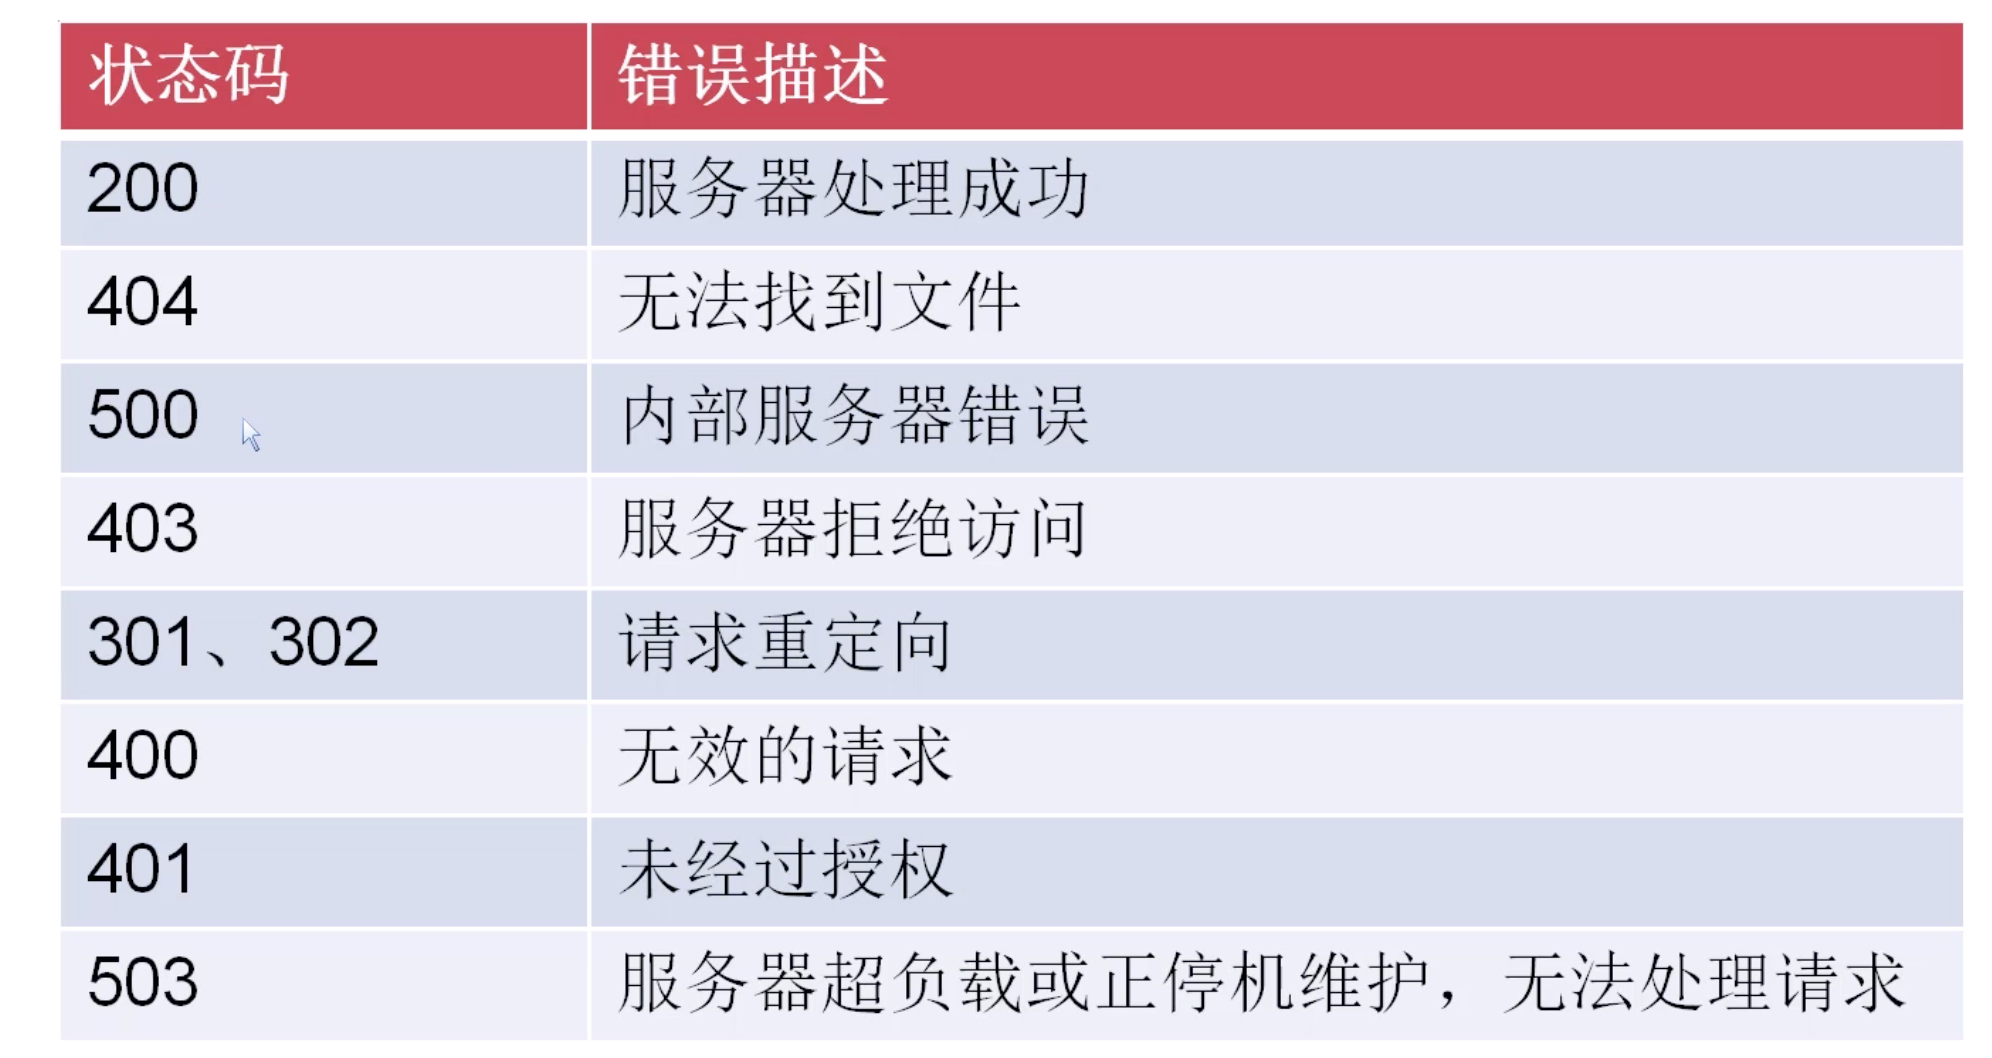 状态码 错误描述
200 服务器处理成功
404 无法找到文件
500 内部服务器错误
403 服务器拒绝访问
301、302 请求重定向
400 无效的请求
401 未经过授权
503 服务器超负载或正停机维护，无法处理请求